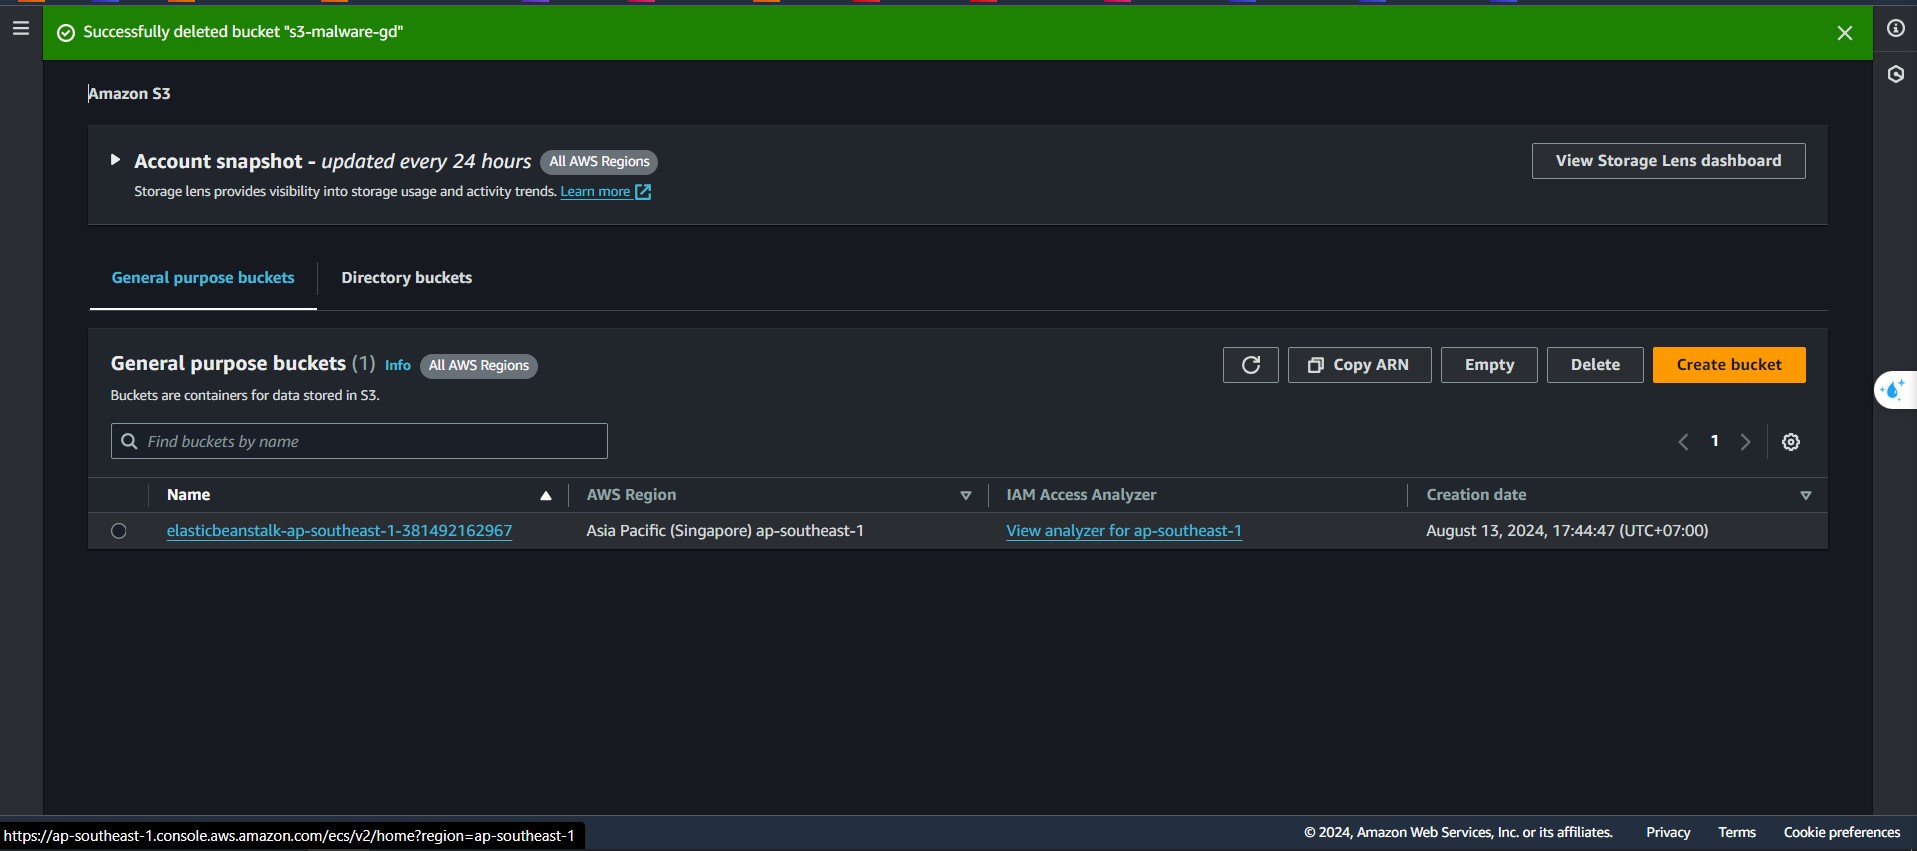 Successfully deleted bucket "s3-malware-gd"
Amazon S3
Account snapshot - updated every 24 hours All AWS Regions
View Storage Lens dashboard
Storage lens provides visibility into storage usage and activity trends. Learn more
General purpose buckets Directory buckets
General purpose buckets (1) Info All AWS Regions
Copy ARN Empty Delete Create bucket
Buckets are containers for data stored in S3.
Find buckets by name
1
Name AWS Region IAM Access Analyzer Creation date
elasticbeanstalk-ap-southeast-1-381492162967 Asia Pacific (Singapore) ap-southeast-1 View analyzer for ap-southeast-1 August 13, 2024, 17:44:47 (UTC+07:00)
https://ap-southeast-1.console.aws.amazon.com/ecs/v2/home?region=ap-southeast-1
© 2024, Amazon Web Services, Inc. or its affiliates. Privacy Terms Cookie preferences